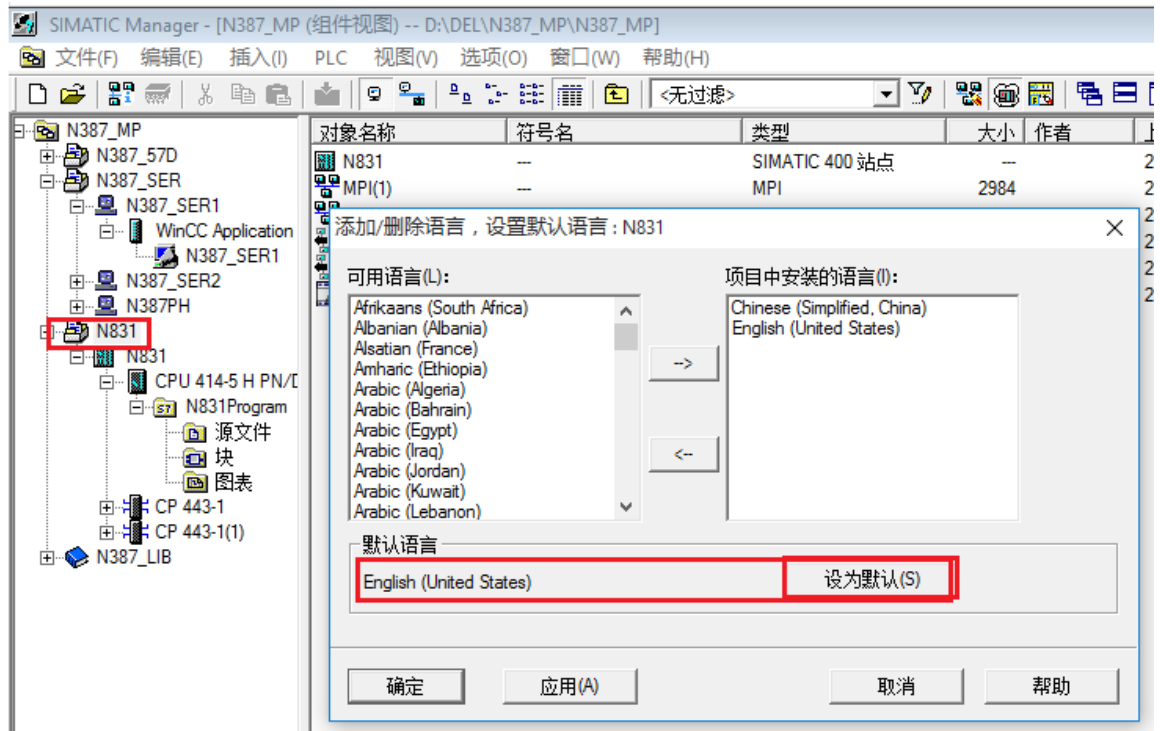 SIMATIC Manager - [N387_MP (组件视图) -- D:\DEL\N387_MP\N387_MP]
文件(F) 编辑(E) 插入(I) PLC 视图(V) 选项(O) 窗口(W) 帮助(H)
<无过滤>
N387_MP
N387_57D
N387_SER
N387_SER1
WinCC Application
N387_SER1
N387_SER2
N387PH
N831
N831
CPU 414-5 H PN/D
N831Program
S7
源文件
块
图表
CP 443-1
CP 443-1(1)
N387_LIB
对象名称 符号名 类型 大小 作者
N831 --- SIMATIC 400 站点 ---
MPI(1) --- MPI 2984
添加/删除语言，设置默认语言 : N831
可用语言(L):
Afrikaans (South Africa)
Albanian (Albania)
Alsatian (France)
Amharic (Ethiopia)
Arabic (Algeria)
Arabic (Bahrain)
Arabic (Egypt)
Arabic (Iraq)
Arabic (Jordan)
Arabic (Kuwait)
Arabic (Lebanon)
-->
<--
项目中安装的语言(I):
Chinese (Simplified, China)
English (United States)
默认语言
English (United States) 设为默认(S)
确定 应用(A) 取消 帮助